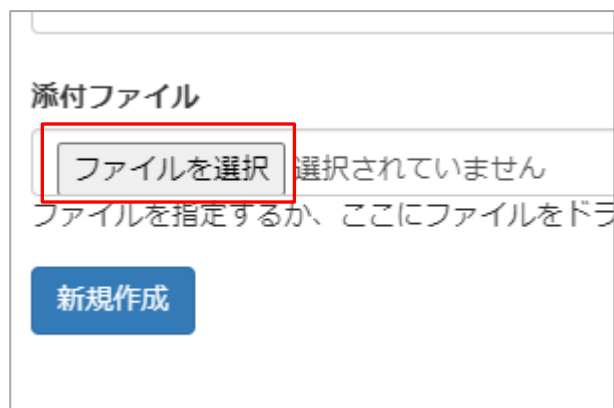 添付ファイル
ファイルを選択 選択されていません
ファイルを指定するか、ここにファイルをドラ
新規作成